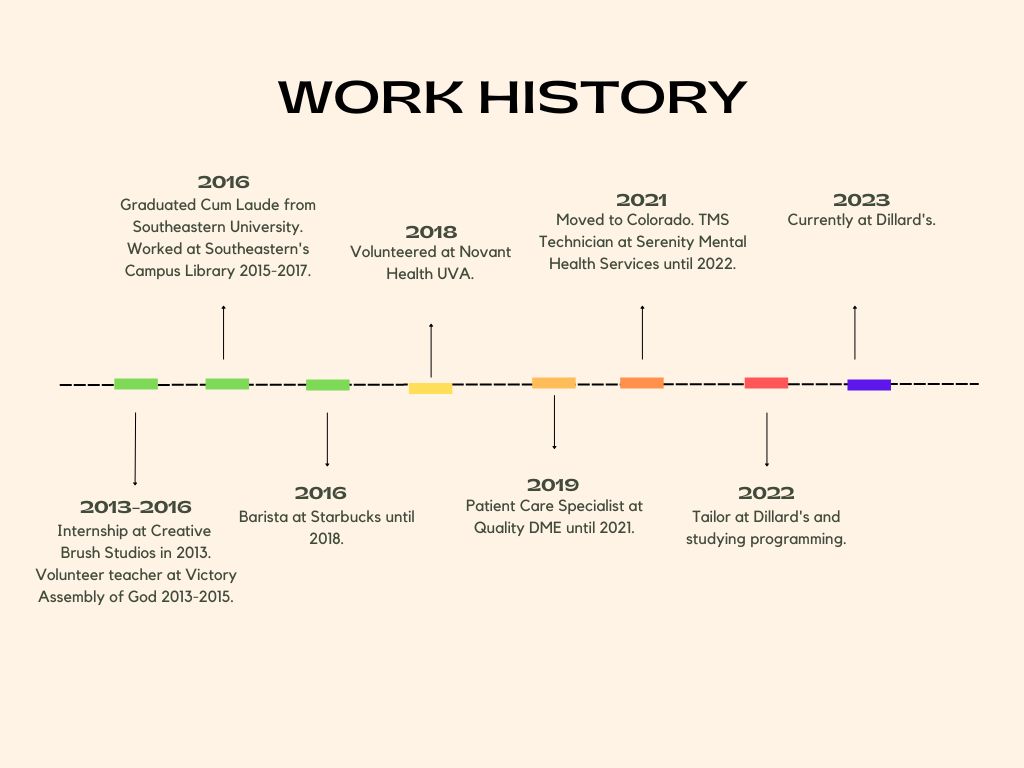 WORK HISTORY
2016
Graduated Cum Laude from
Southeastern University.
Worked at Southeastern's
Campus Library 2015-2017.
2018
Volunteered at Novant
Health UVA.
2021
Moved to Colorado. TMS
Technician at Serenity Mental
Health Services until 2022.
2023
Currently at Dillard's.
2013-2016
Internship at Creative
Brush Studios in 2013.
Volunteer teacher at Victory
Assembly of God 2013-2015.
2016
Barista at Starbucks until
2018.
2019
Patient Care Specialist at
Quality DME until 2021.
2022
Tailor at Dillard's and
studying programming.